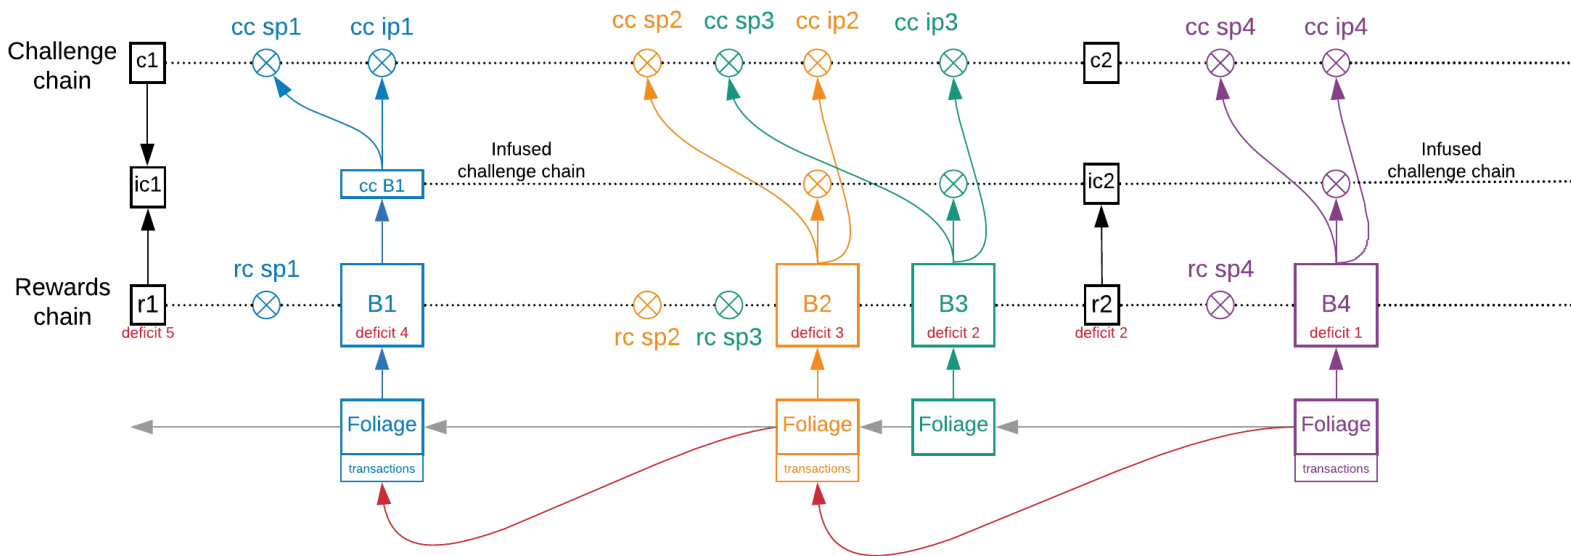 cc sp1
cc ip1
cc sp2
cc sp3
cc ip2
cc ip3
cc sp4
cc ip4
Challenge
chain
c1
c2
ic1
cc B1
Infused
challenge chain
ic2
Infused
challenge chain
Rewards
chain
r1
deficit 5
rc sp1
B1
deficit 4
rc sp2
rc sp3
B2
deficit 3
B3
deficit 2
r2
deficit 2
rc sp4
B4
deficit 1
Foliage
transactions
Foliage
transactions
Foliage
Foliage
transactions